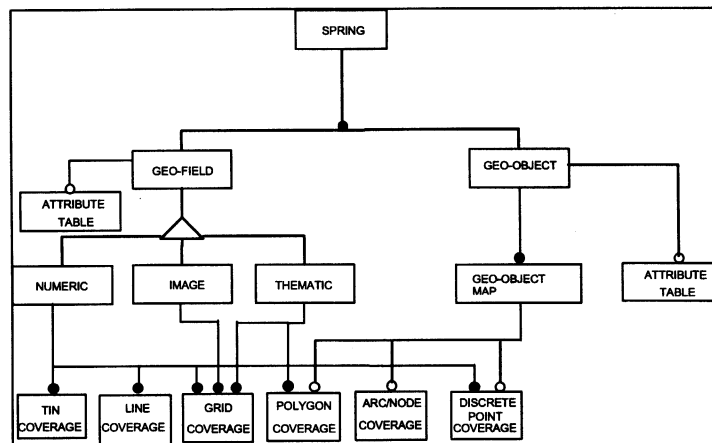 SPRING
GEO-FIELD
GEO-OBJECT
ATTRIBUTE
TABLE
NUMERIC
IMAGE
THEMATIC
GEO-OBJECT
MAP
ATTRIBUTE
TABLE
TIN
COVERAGE
LINE
COVERAGE
GRID
COVERAGE
POLYGON
COVERAGE
ARC/NODE
COVERAGE
DISCRETE
POINT
COVERAGE